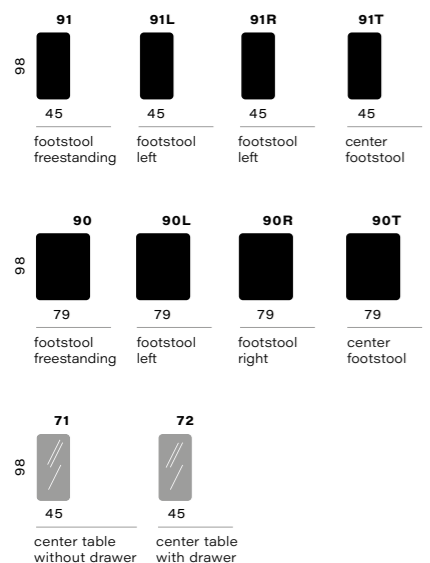 91 91L 91R 91T
98
45 45 45 45
footstool footstool footstool center
freestanding left left footstool
90 90L 90R 90T
98
79 79 79 79
footstool footstool footstool center
freestanding left right footstool
71 72
98
45 45
center table center table
without drawer with drawer